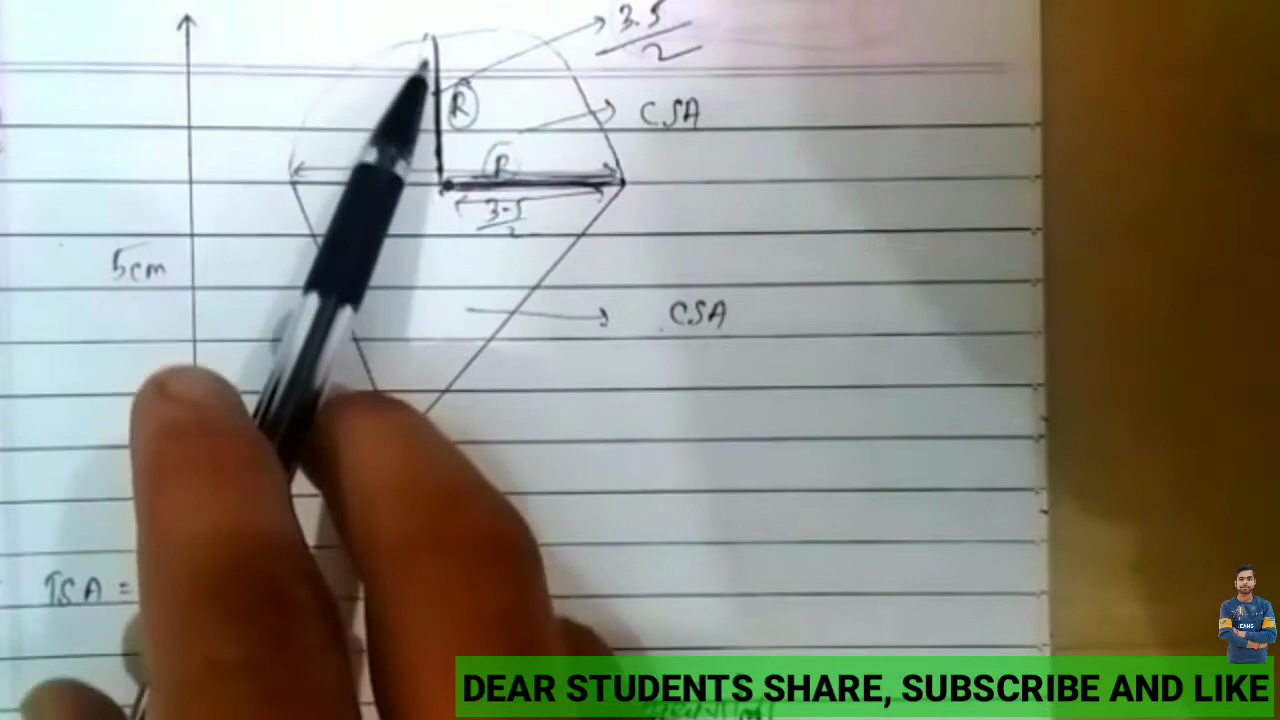 3.5
2
R
CSA
R
3.5
2
5cm
CSA
TSA =
DEAR STUDENTS SHARE, SUBSCRIBE AND LIKE